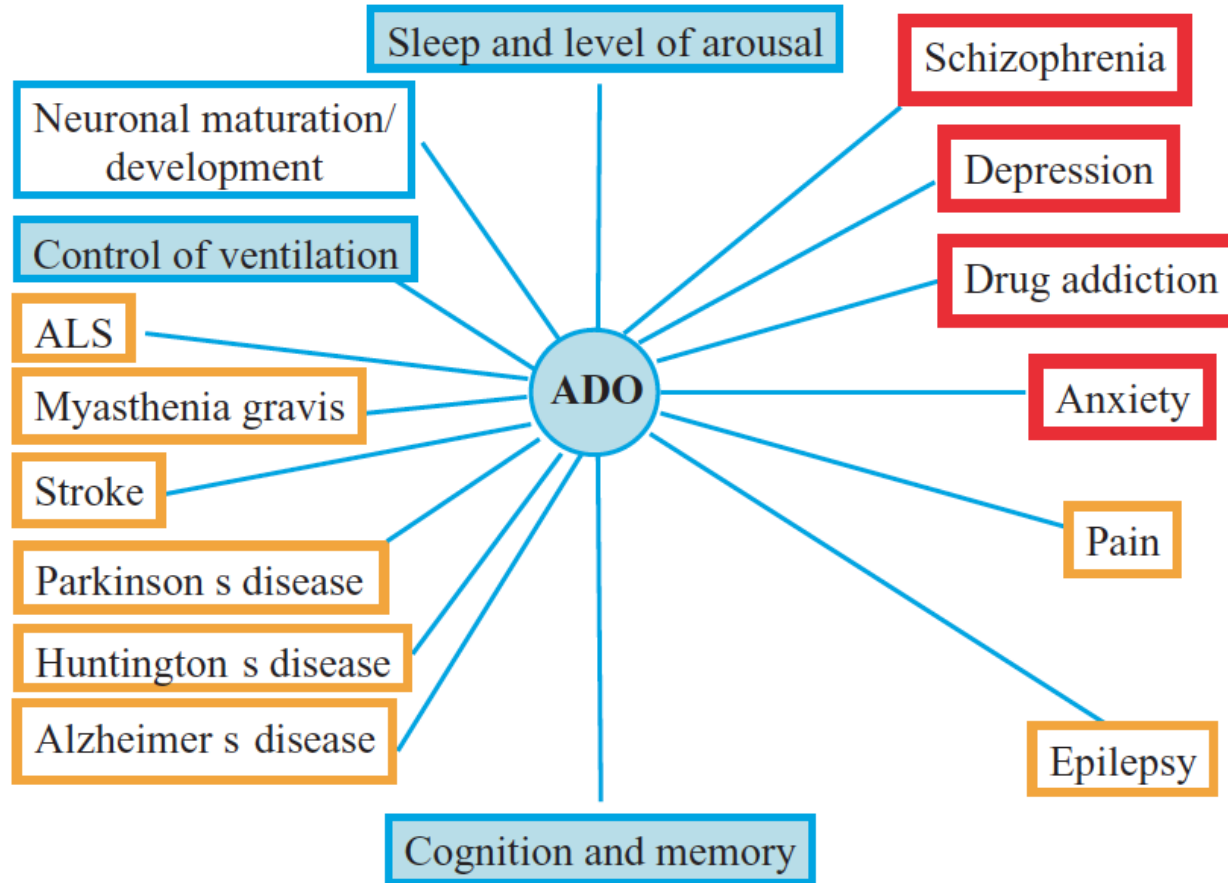 Sleep and level of arousal
Schizophrenia
Neuronal maturation/
development
Depression
Control of ventilation
Drug addiction
ALS
ADO
Myasthenia gravis
Anxiety
Stroke
Pain
Parkinson s disease
Huntington s disease
Alzheimer s disease
Epilepsy
Cognition and memory